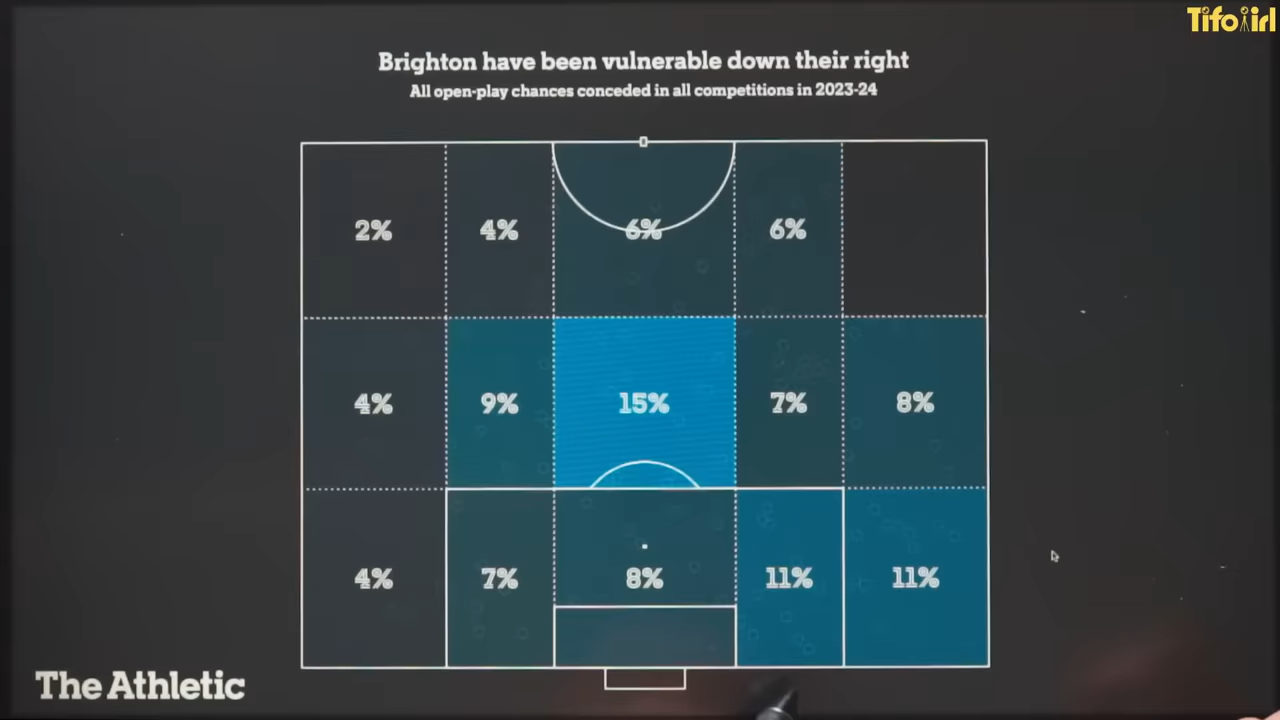 Tifo irl
Brighton have been vulnerable down their right
All open-play chances conceded in all competitions in 2023-24
2% 4% 6% 6%
4% 9% 15% 7% 8%
4% 7% 8% 11% 11%
The Athletic